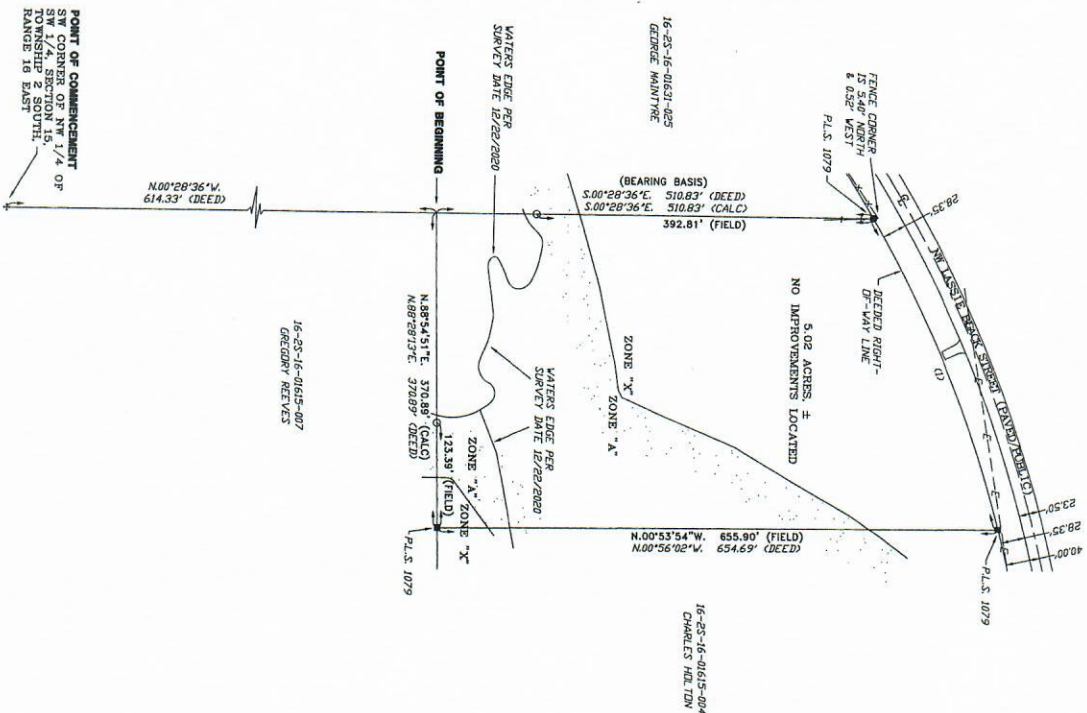 NW LASSIE BLACK STREET (PAVED/PUBLIC)
28.35'
23.50'
28.35'
40.00'
FENCE CORNER
IS 5.40' NORTH
& 0.52' WEST
P.L.S. 1079
DEEDED RIGHT-
OF-WAY LINE
(1)
P.L.S. 1079
16-2S-16-01631-025
GEORGE MAINTYRE
(BEARING BASIS)
S.00°28'36"E. 510.83' (DEED)
S.00°28'36"E. 510.83' (CALC)
392.81' (FIELD)
5.02 ACRES, ±
NO IMPROVEMENTS LOCATED
ZONE "X"
ZONE "A"
N.00°53'54"W. 655.90' (FIELD)
N.00°56'02"W. 654.69' (DEED)
16-2S-16-01615-004
CHARLES HOLTON
WATERS EDGE PER
SURVEY DATE 12/22/2020
WATERS EDGE PER
SURVEY DATE 12/22/2020
POINT OF BEGINNING
ZONE "A"
ZONE "X"
123.39' (FIELD)
N.88°54'51"E. 370.89' (CALC)
N.88°28'13"E. 370.89' (DEED)
P.L.S. 1079
16-2S-16-01615-007
GREGORY REEVES
N.00°28'36"W.
614.33' (DEED)
POINT OF COMMENCEMENT
SW CORNER OF NW 1/4 OF
SW 1/4, SECTION 15,
TOWNSHIP 2 SOUTH,
RANGE 16 EAST